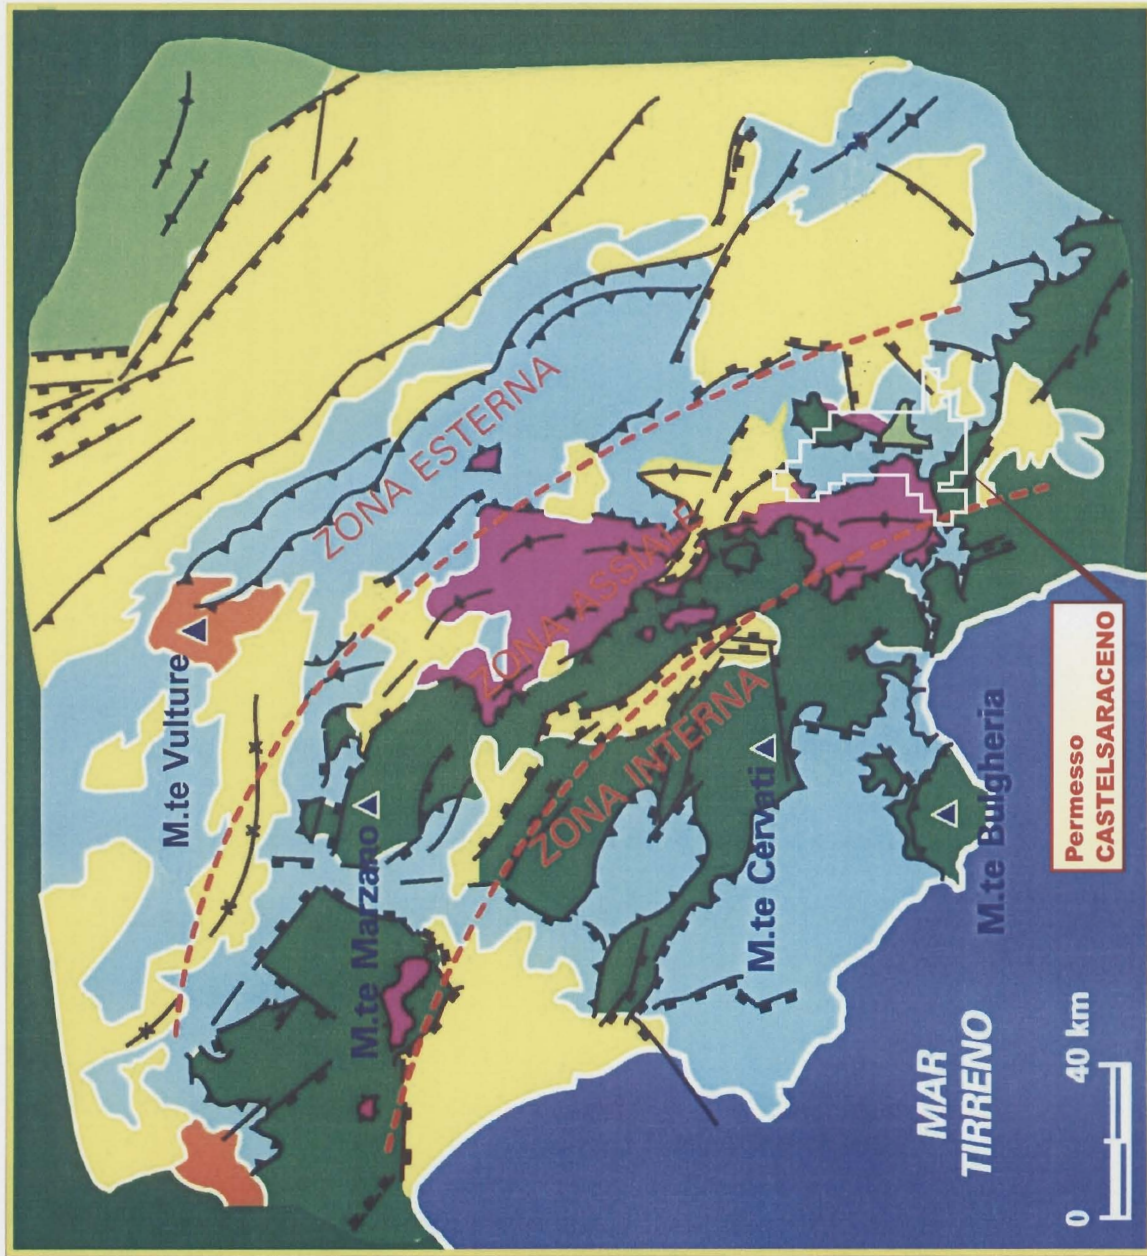 M.te Vulture
ZONA ESTERNA
M.te Marzano
ZONA ASSIALE
ZONA INTERNA
M.te Cervati
M.te Bulgheria
MAR
TIRRENO
Permesso
CASTELSARACENO
0 40 km